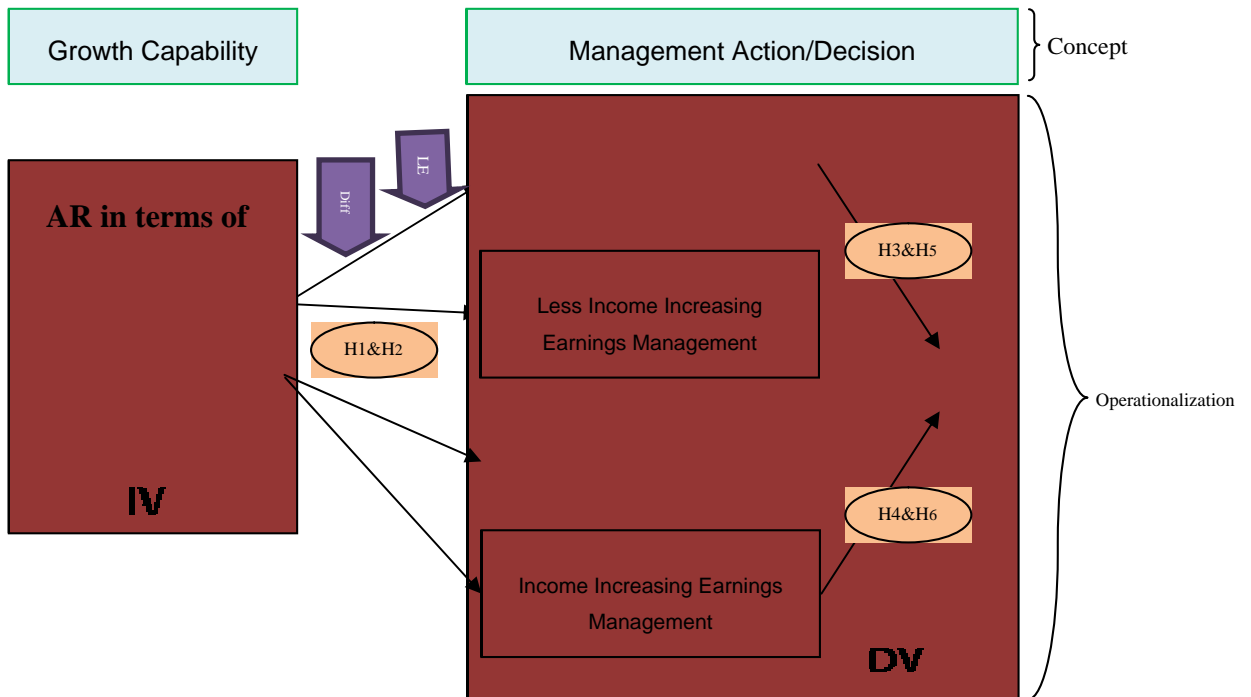 Growth Capability
Management Action/Decision
Concept
LE
Diff
AR in terms of
H3&H5
Less Income Increasing
Earnings Management
H1&H2
Operationalization
IV
H4&H6
Income Increasing Earnings
Management
DV